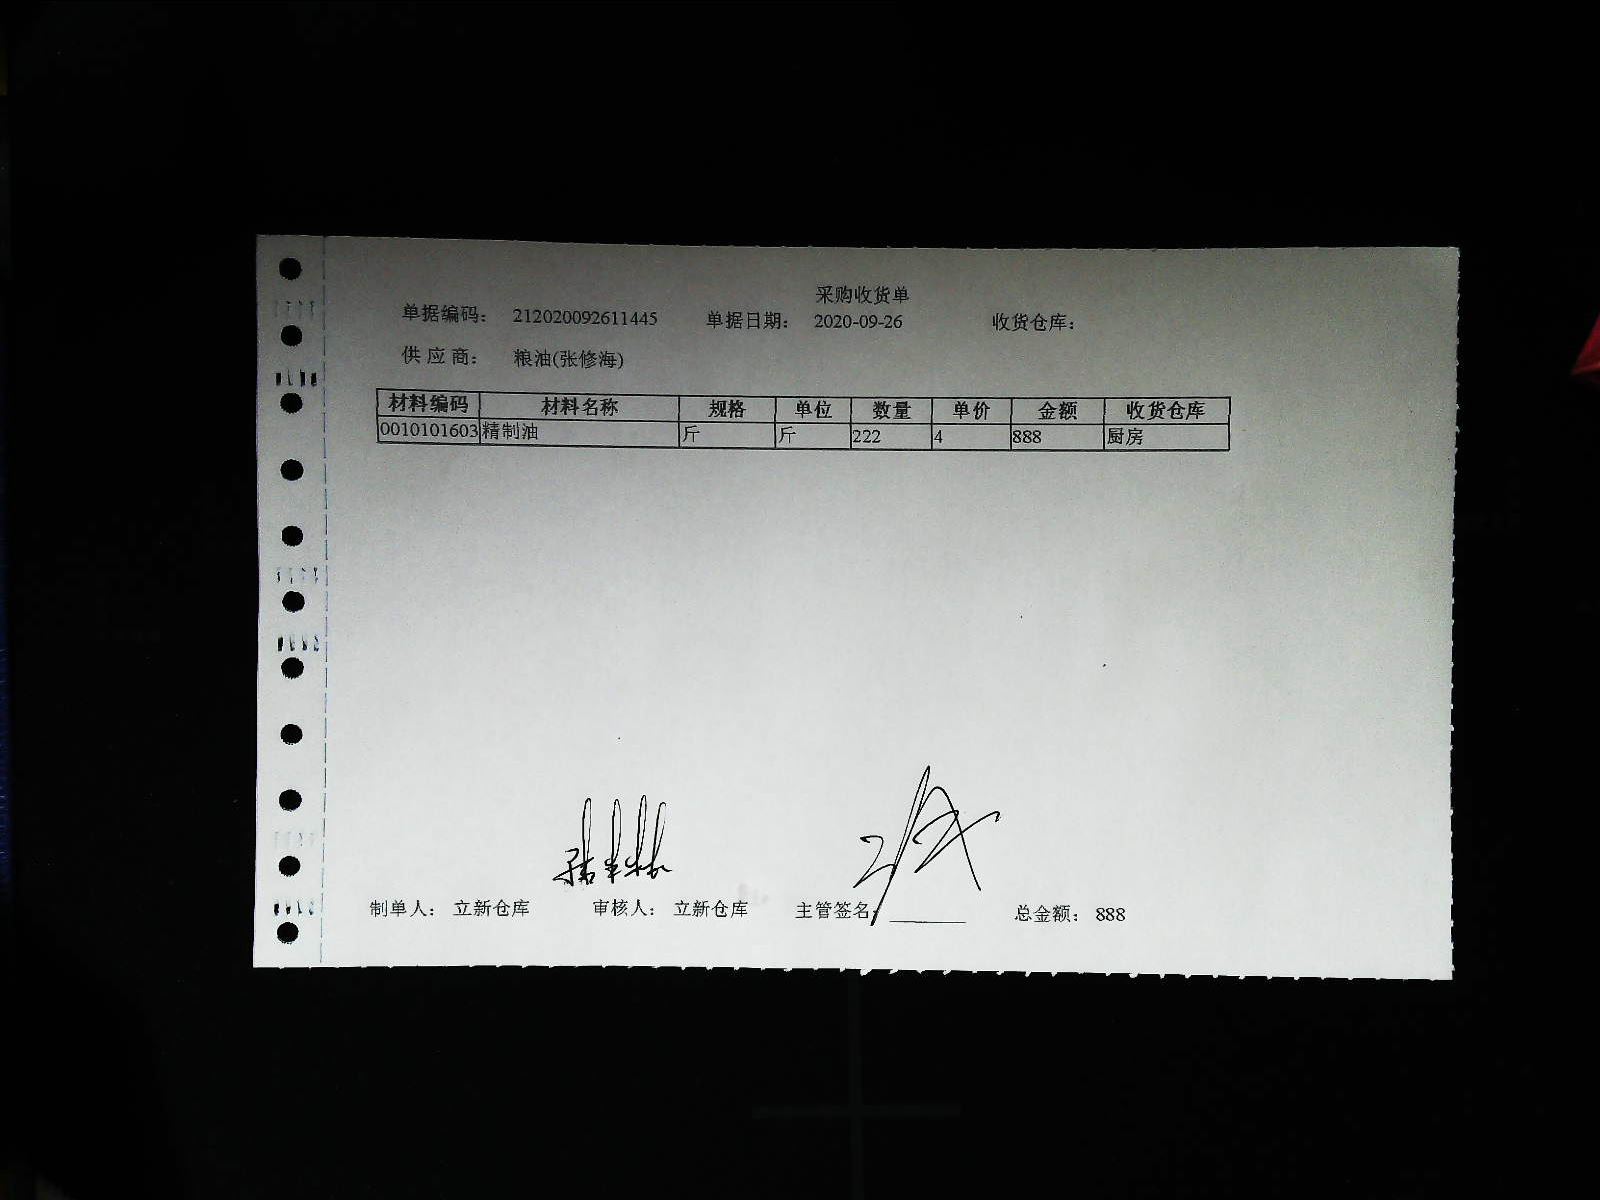 采购收货单
单据编码： 212020092611445 单据日期： 2020-09-26 收货仓库：
供应商： 粮油(张修海)
材料编码 材料名称 规格 单位 数量 单价 金额 收货仓库
0010101603 精制油 斤 斤 222 4 888 厨房
制单人： 立新仓库 审核人： 立新仓库 主管签名： 总金额： 888